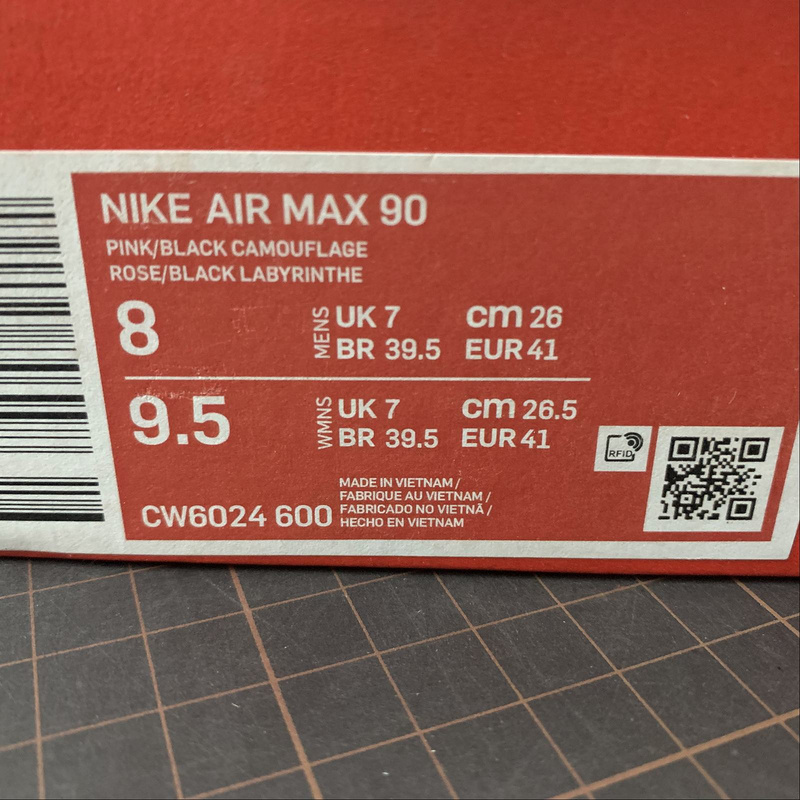 NIKE AIR MAX 90
PINK/BLACK CAMOUFLAGE
ROSE/BLACK LABYRINTHE
8 MENS UK 7 cm 26
BR 39.5 EUR 41
9.5 WMNS UK 7 cm 26.5
BR 39.5 EUR 41
RFID
CW6024 600
MADE IN VIETNAM /
FABRIQUE AU VIETNAM /
FABRICADO NO VIETNÃ /
HECHO EN VIETNAM